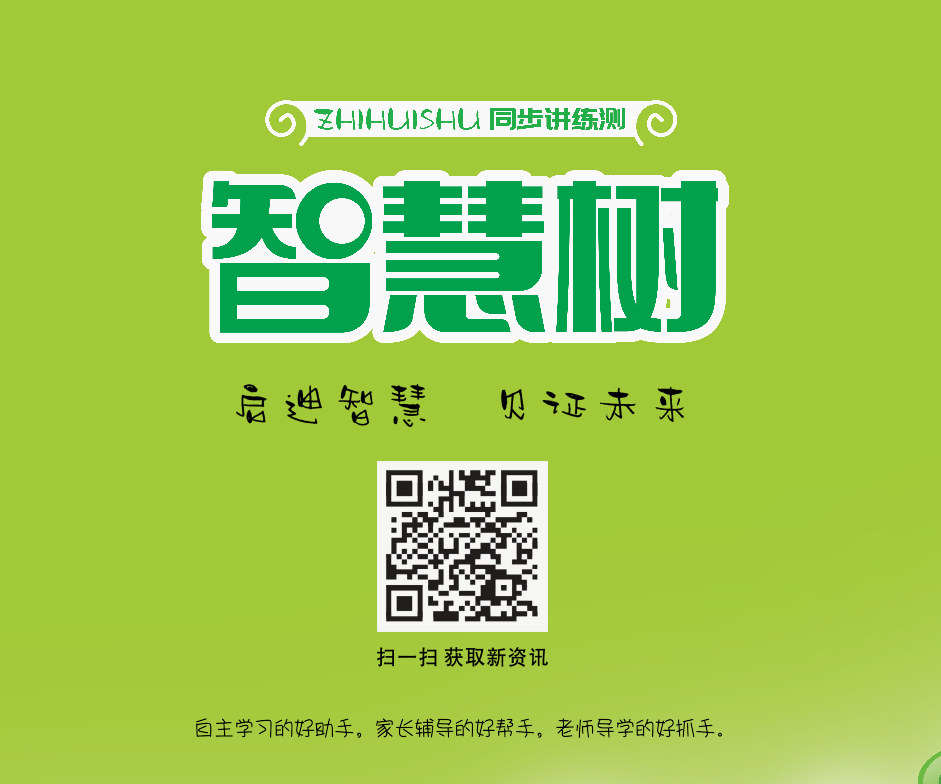 ZHIHUISHU 同步讲练测
智慧树
启迪智慧 见证未来
扫一扫 获取新资讯
自主学习的好助手。家长辅导的好帮手。老师导学的好抓手。